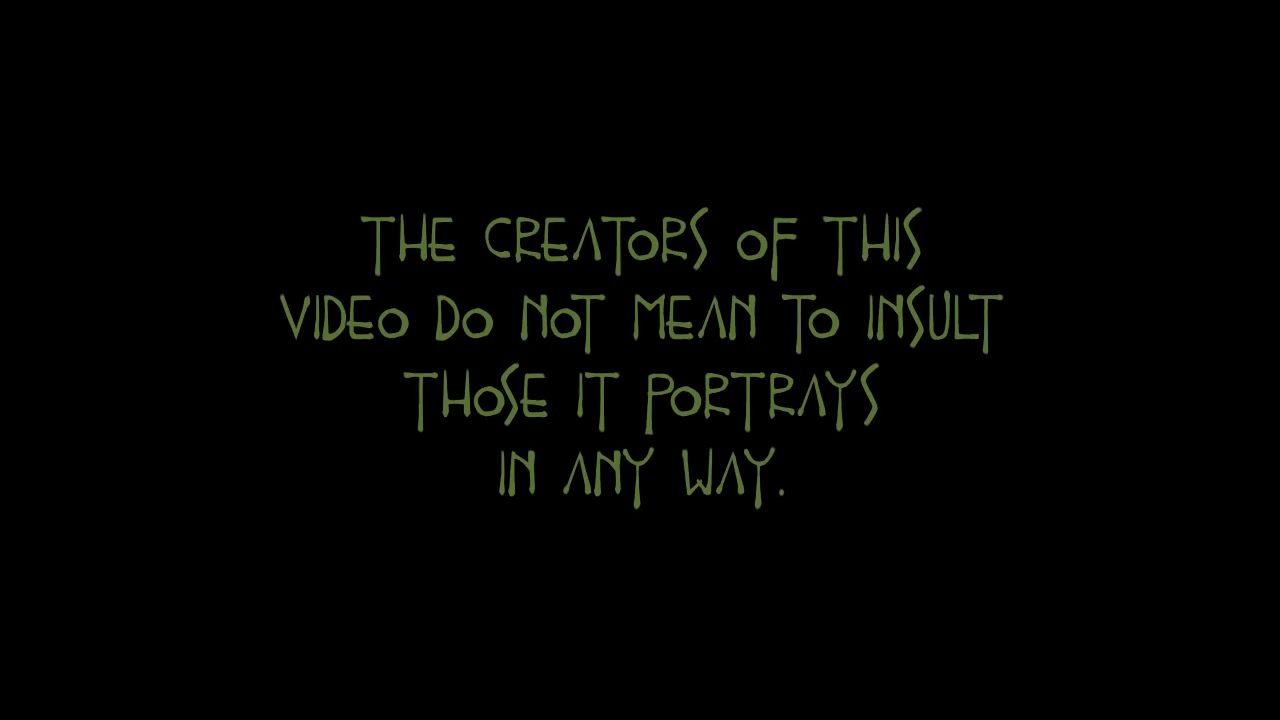 THE CREATORS OF THIS
VIDEO DO NOT MEAN TO INSULT
THOSE IT PORTRAYS
IN ANY WAY.